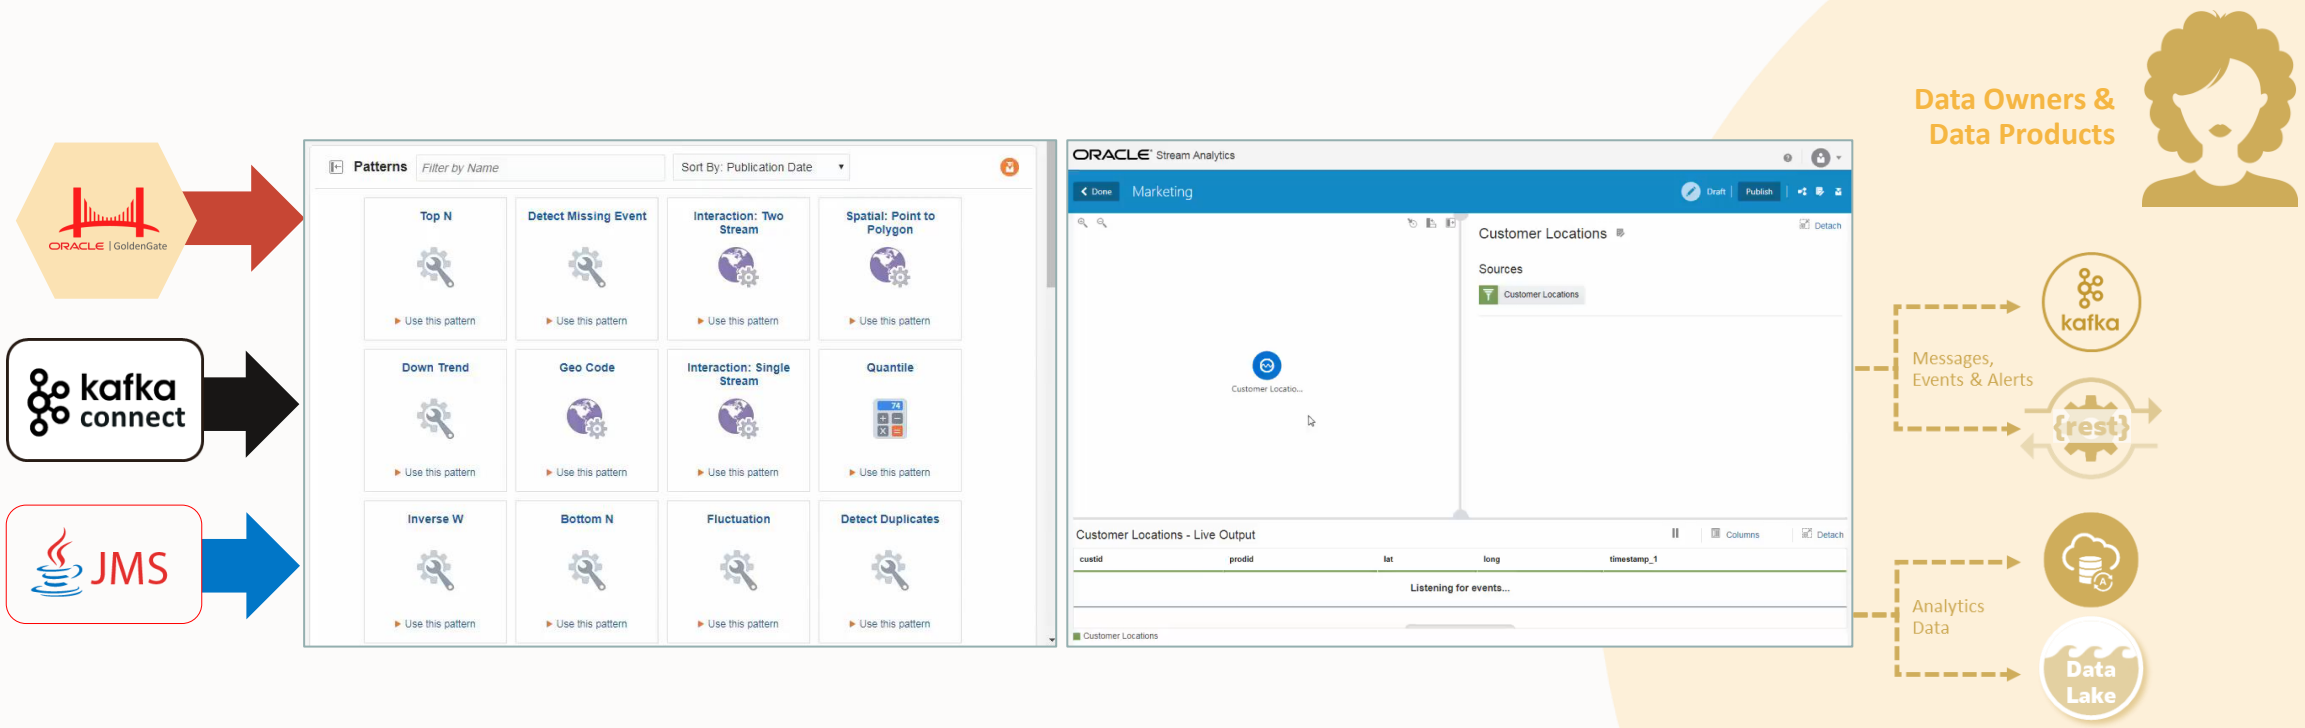 Data Owners &
Data Products
ORACLE | GoldenGate
kafka
connect
JMS
Patterns
Filter by Name
Sort By: Publication Date
Top N
Detect Missing Event
Interaction: Two
Stream
Spatial: Point to
Polygon
Use this pattern
Use this pattern
Use this pattern
Use this pattern
Down Trend
Geo Code
Interaction: Single
Stream
Quantile
74
Use this pattern
Use this pattern
Use this pattern
Use this pattern
Inverse W
Bottom N
Fluctuation
Detect Duplicates
Use this pattern
Use this pattern
Use this pattern
Use this pattern
ORACLE Stream Analytics
Done
Marketing
Draft
Publish
Customer Locations
Detach
Sources
Customer Locations
Customer Locatio...
Customer Locations - Live Output
Columns
Detach
custid
prodid
lat
long
timestamp_1
Listening for events...
Customer Locations
Messages,
Events & Alerts
kafka
{rest}
Analytics
Data
A
Data
Lake